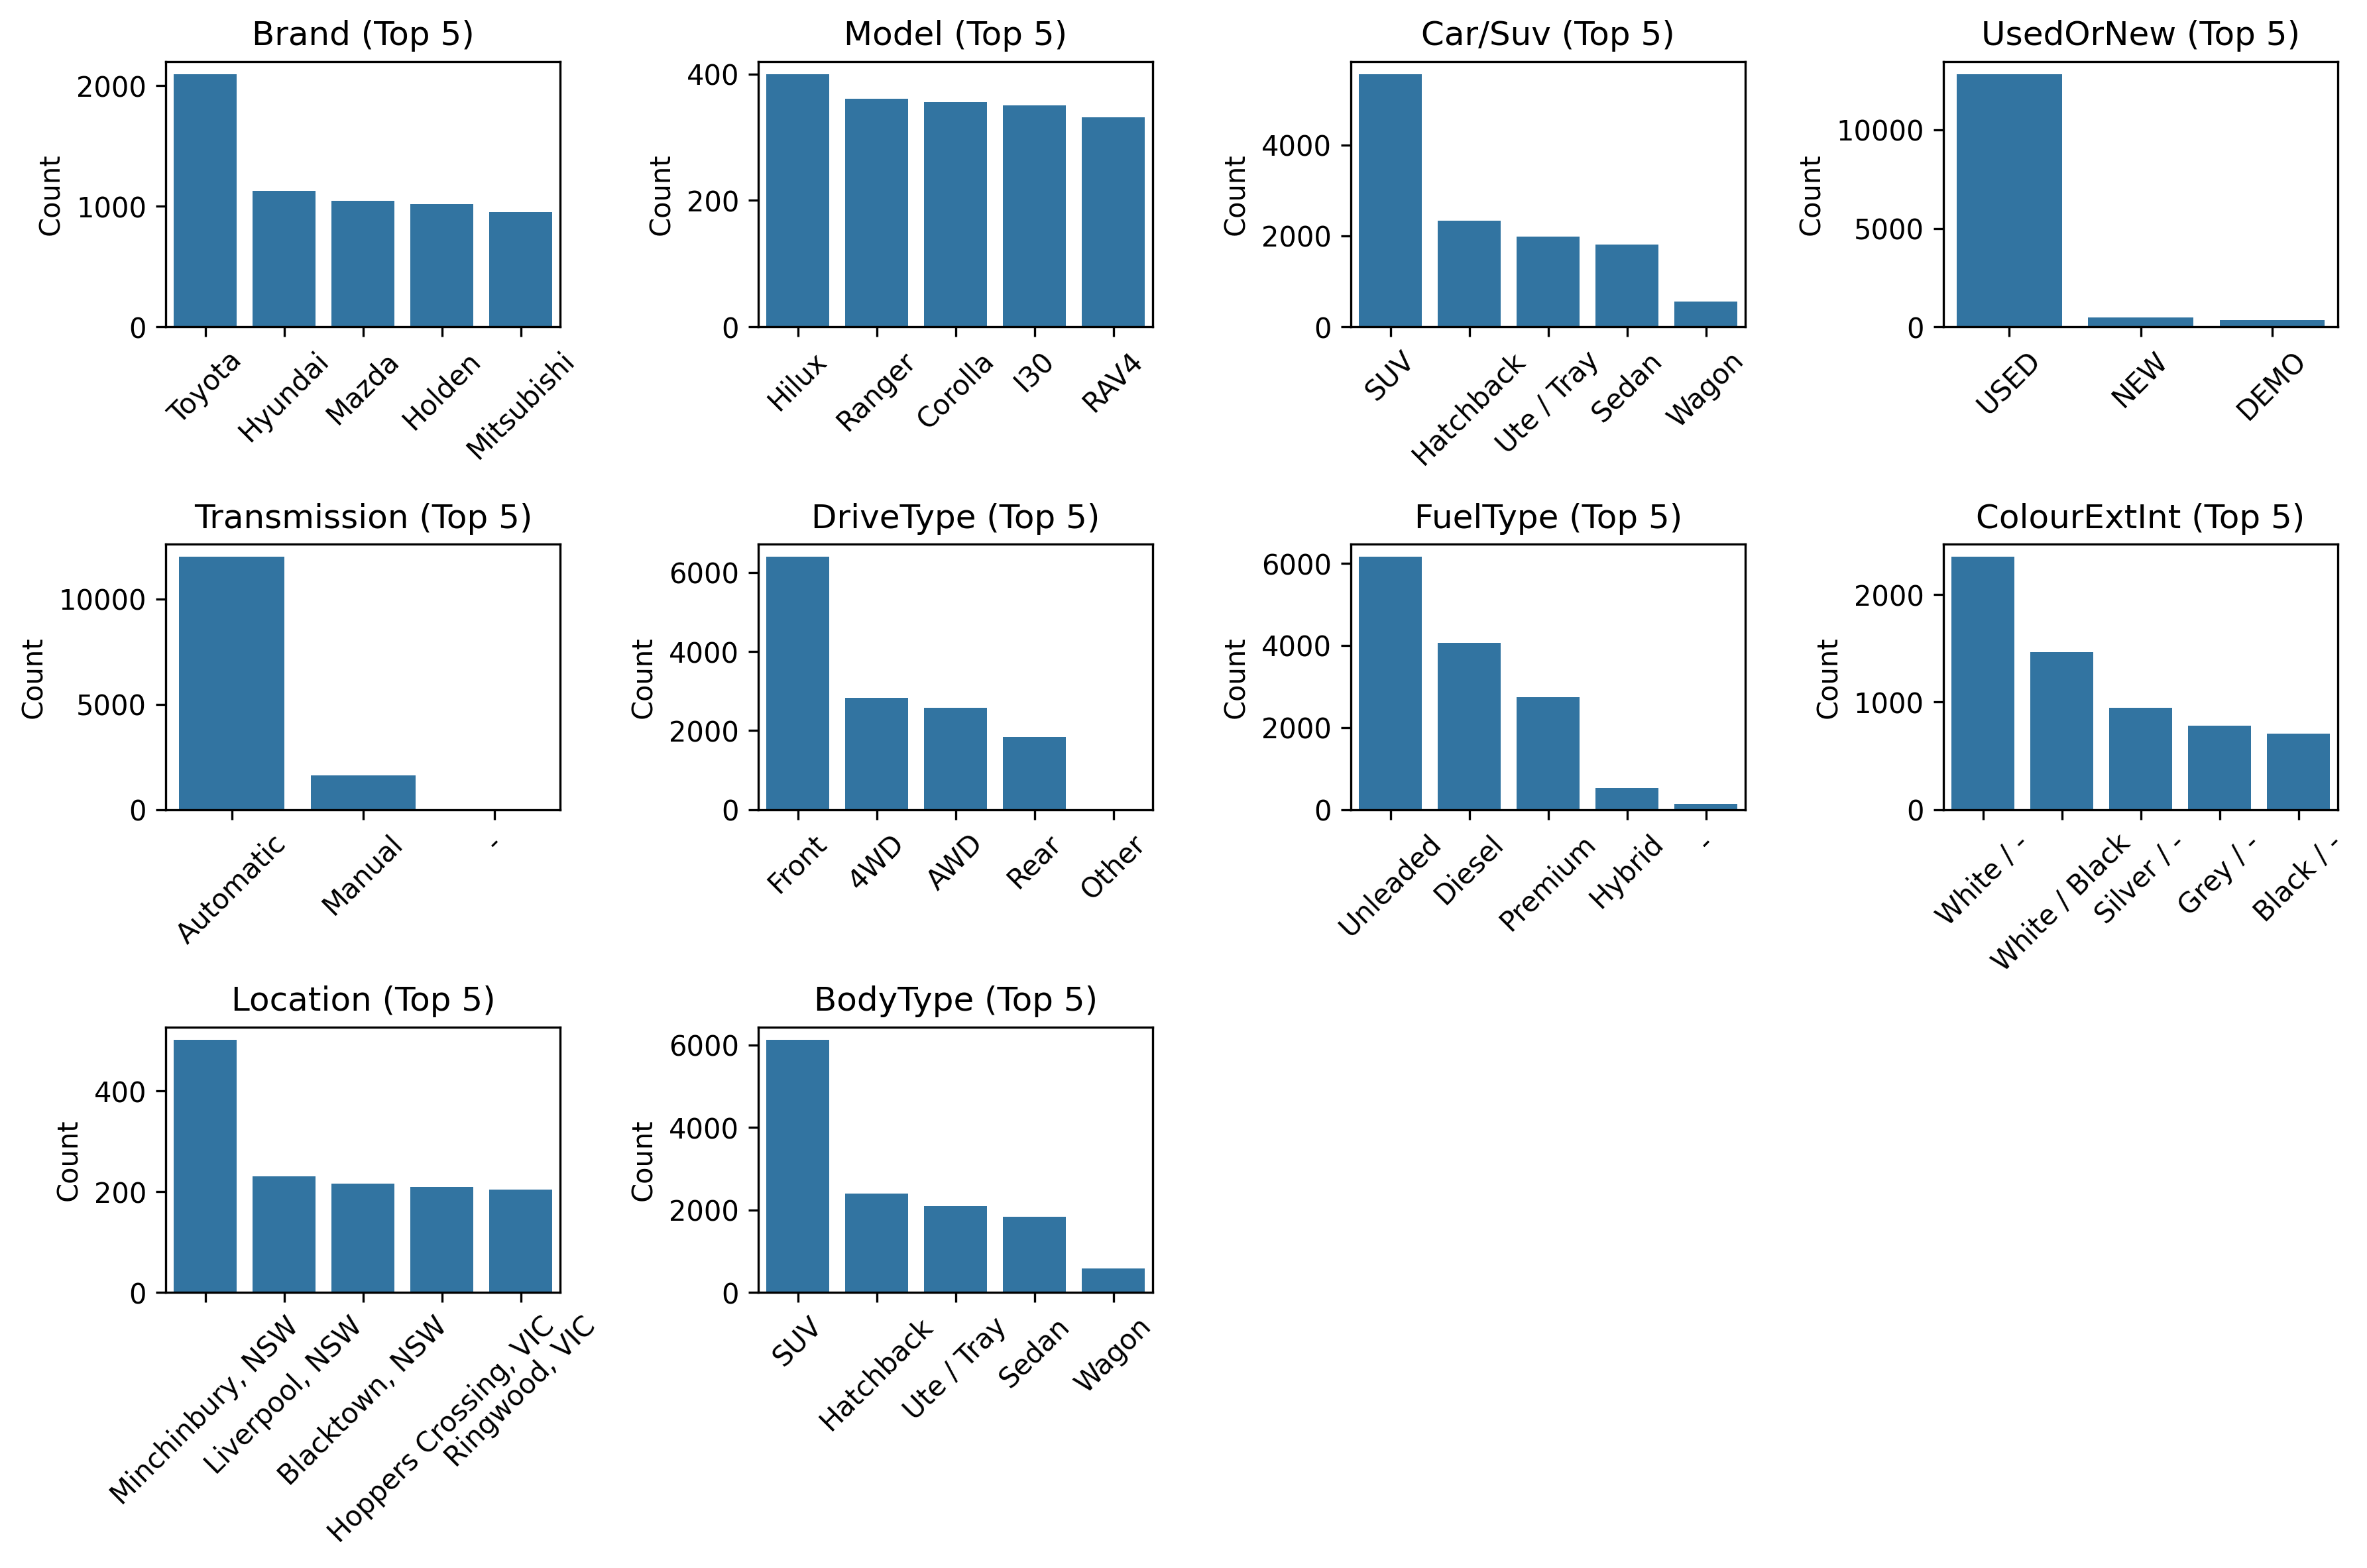 Brand (Top 5)
Count
2000
1000
0
Toyota
Hyundai
Mazda
Holden
Mitsubishi
Model (Top 5)
Count
400
200
0
Hilux
Ranger
Corolla
I30
RAV4
Car/Suv (Top 5)
Count
4000
2000
0
SUV
Hatchback
Ute / Tray
Sedan
Wagon
UsedOrNew (Top 5)
Count
10000
5000
0
USED
NEW
DEMO
Transmission (Top 5)
Count
10000
5000
0
Automatic
Manual
-
DriveType (Top 5)
Count
6000
4000
2000
0
Front
4WD
AWD
Rear
Other
FuelType (Top 5)
Count
6000
4000
2000
0
Unleaded
Diesel
Premium
Hybrid
-
ColourExtInt (Top 5)
Count
2000
1000
0
White / -
White / Black
Silver / -
Grey / -
Black / -
Location (Top 5)
Count
400
200
0
Minchinbury, NSW
Liverpool, NSW
Blacktown, NSW
Hoppers Crossing, VIC
Ringwood, VIC
BodyType (Top 5)
Count
6000
4000
2000
0
SUV
Hatchback
Ute / Tray
Sedan
Wagon